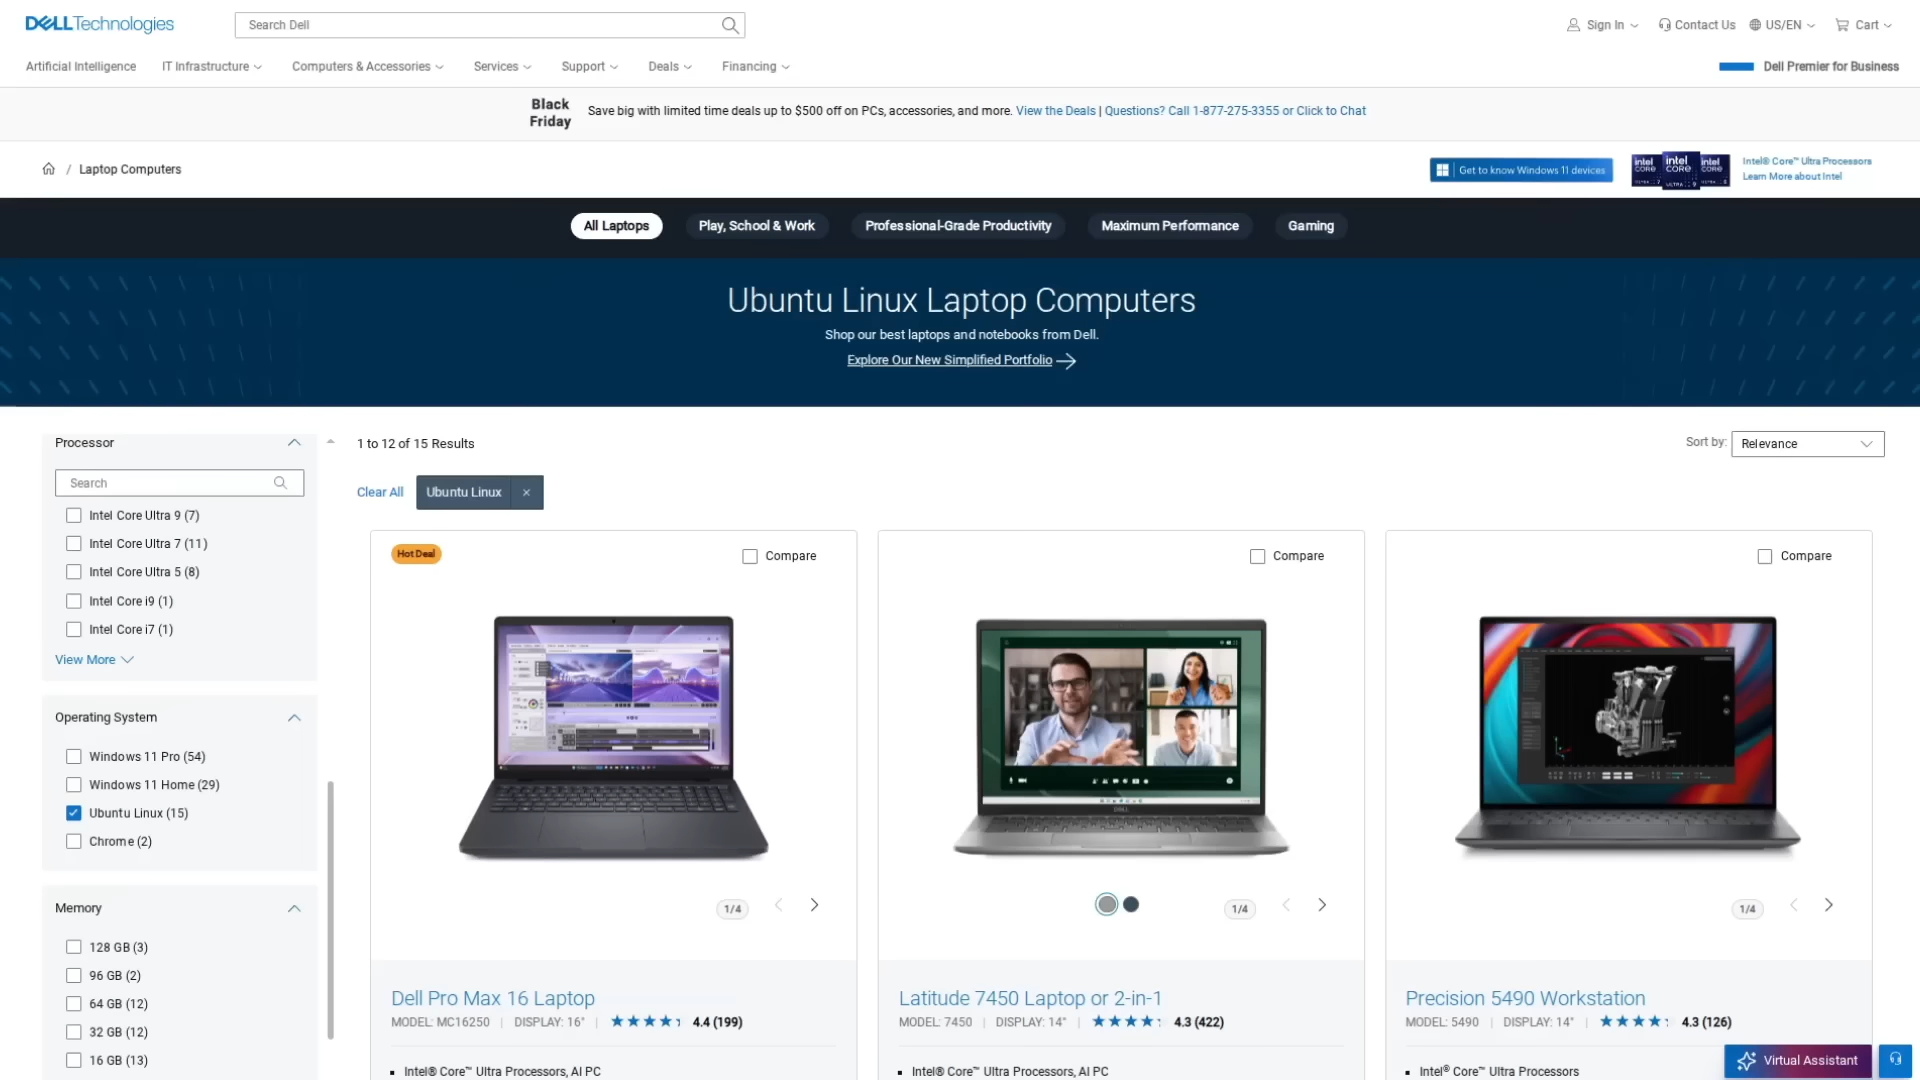 DELLTechnologies
Search Dell
Sign In
Contact Us
US/EN
Cart
Artificial Intelligence
IT Infrastructure
Computers & Accessories
Services
Support
Deals
Financing
Dell Premier for Business
Black
Friday
Save big with limited time deals up to $500 off on PCs, accessories, and more. View the Deals | Questions? Call 1-877-275-3355 or Click to Chat
/ Laptop Computers
Get to know Windows 11 devices
intel CORE
intel CORE ULTRA 9
intel CORE
Intel® Core™ Ultra Processors
Learn More about Intel
All Laptops
Play, School & Work
Professional-Grade Productivity
Maximum Performance
Gaming
Ubuntu Linux Laptop Computers
Shop our best laptops and notebooks from Dell.
Explore Our New Simplified Portfolio
Processor
Search
Intel Core Ultra 9 (7)
Intel Core Ultra 7 (11)
Intel Core Ultra 5 (8)
Intel Core i9 (1)
Intel Core i7 (1)
View More
Operating System
Windows 11 Pro (54)
Windows 11 Home (29)
Ubuntu Linux (15)
Chrome (2)
Memory
128 GB (3)
96 GB (2)
64 GB (12)
32 GB (12)
16 GB (13)
1 to 12 of 15 Results
Sort by: Relevance
Clear All
Ubuntu Linux ×
Hot Deal
Compare
1/4
Dell Pro Max 16 Laptop
MODEL: MC16250 | DISPLAY: 16" | 4.4 (199)
Intel® Core™ Ultra Processors, AI PC
Compare
DELL
1/4
Latitude 7450 Laptop or 2-in-1
MODEL: 7450 | DISPLAY: 14" | 4.3 (422)
Intel® Core™ Ultra Processors, AI PC
Compare
1/4
Precision 5490 Workstation
MODEL: 5490 | DISPLAY: 14" | 4.3 (126)
Intel® Core™ Ultra Processors
Virtual Assistant